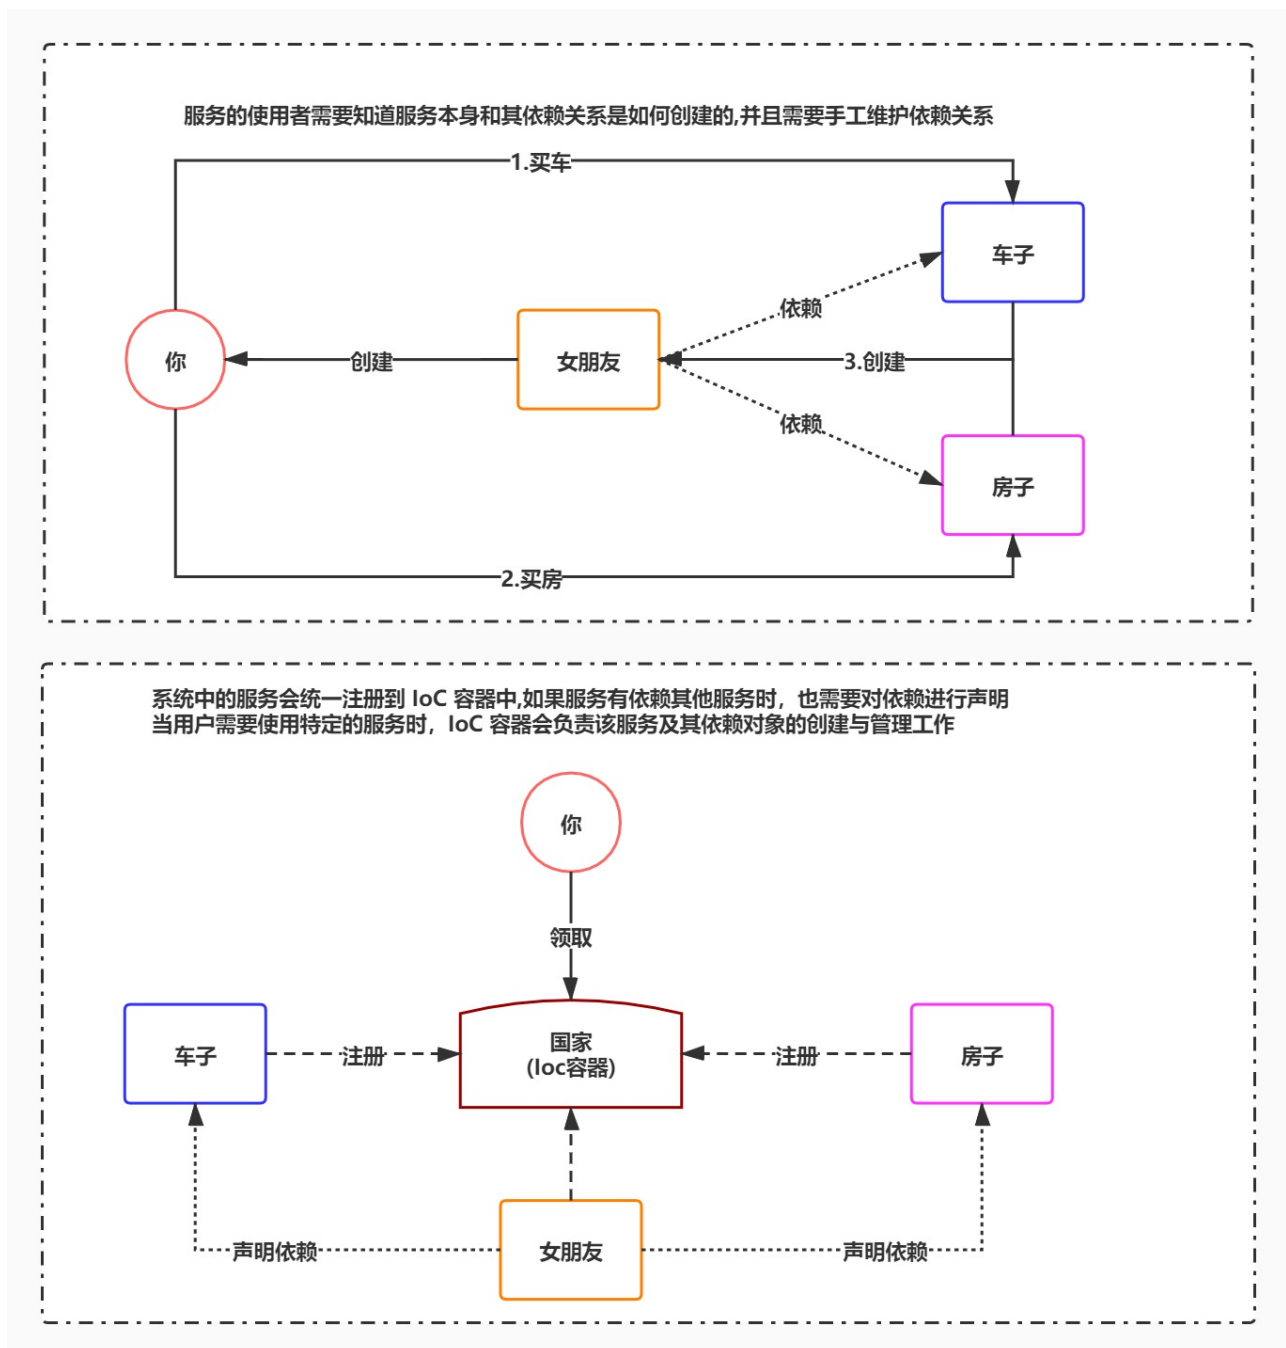 服务的使用者需要知道服务本身和其依赖关系是如何创建的,并且需要手工维护依赖关系
1.买车
车子
依赖
你
创建
女朋友
3.创建
依赖
房子
2.买房
系统中的服务会统一注册到 IoC 容器中,如果服务有依赖其他服务时，也需要对依赖进行声明
当用户需要使用特定的服务时，IoC 容器会负责该服务及其依赖对象的创建与管理工作
你
领取
车子
注册
国家
(Ioc容器)
注册
房子
声明依赖
女朋友
声明依赖